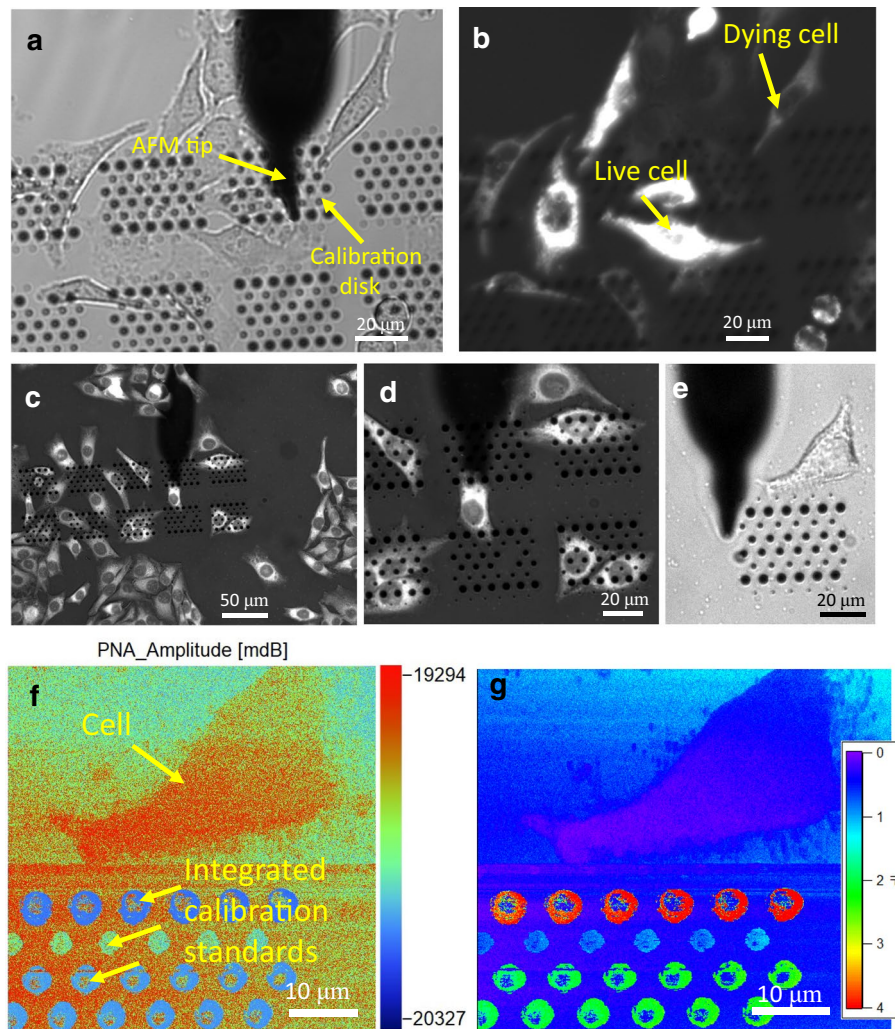 a
AFM tip
Calibration
disk
20 μm
b
Dying cell
Live cell
20 μm
c
50 μm
d
20 μm
e
20 μm
PNA_Amplitude [mdB]
f
Cell
Integrated
calibration
standards
10 μm
−19294
−20327
g
10 μm
0
1
2
3
4